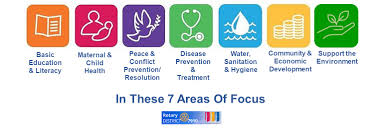 Basic
Education
& Literacy
Maternal &
Child
Health
Peace &
Conflict
Prevention/
Resolution
Disease
Prevention
&
Treatment
Water,
Sanitation
& Hygiene
Community &
Economic
Development
Support the
Environment
In These 7 Areas Of Focus
Rotary
DISTRICT